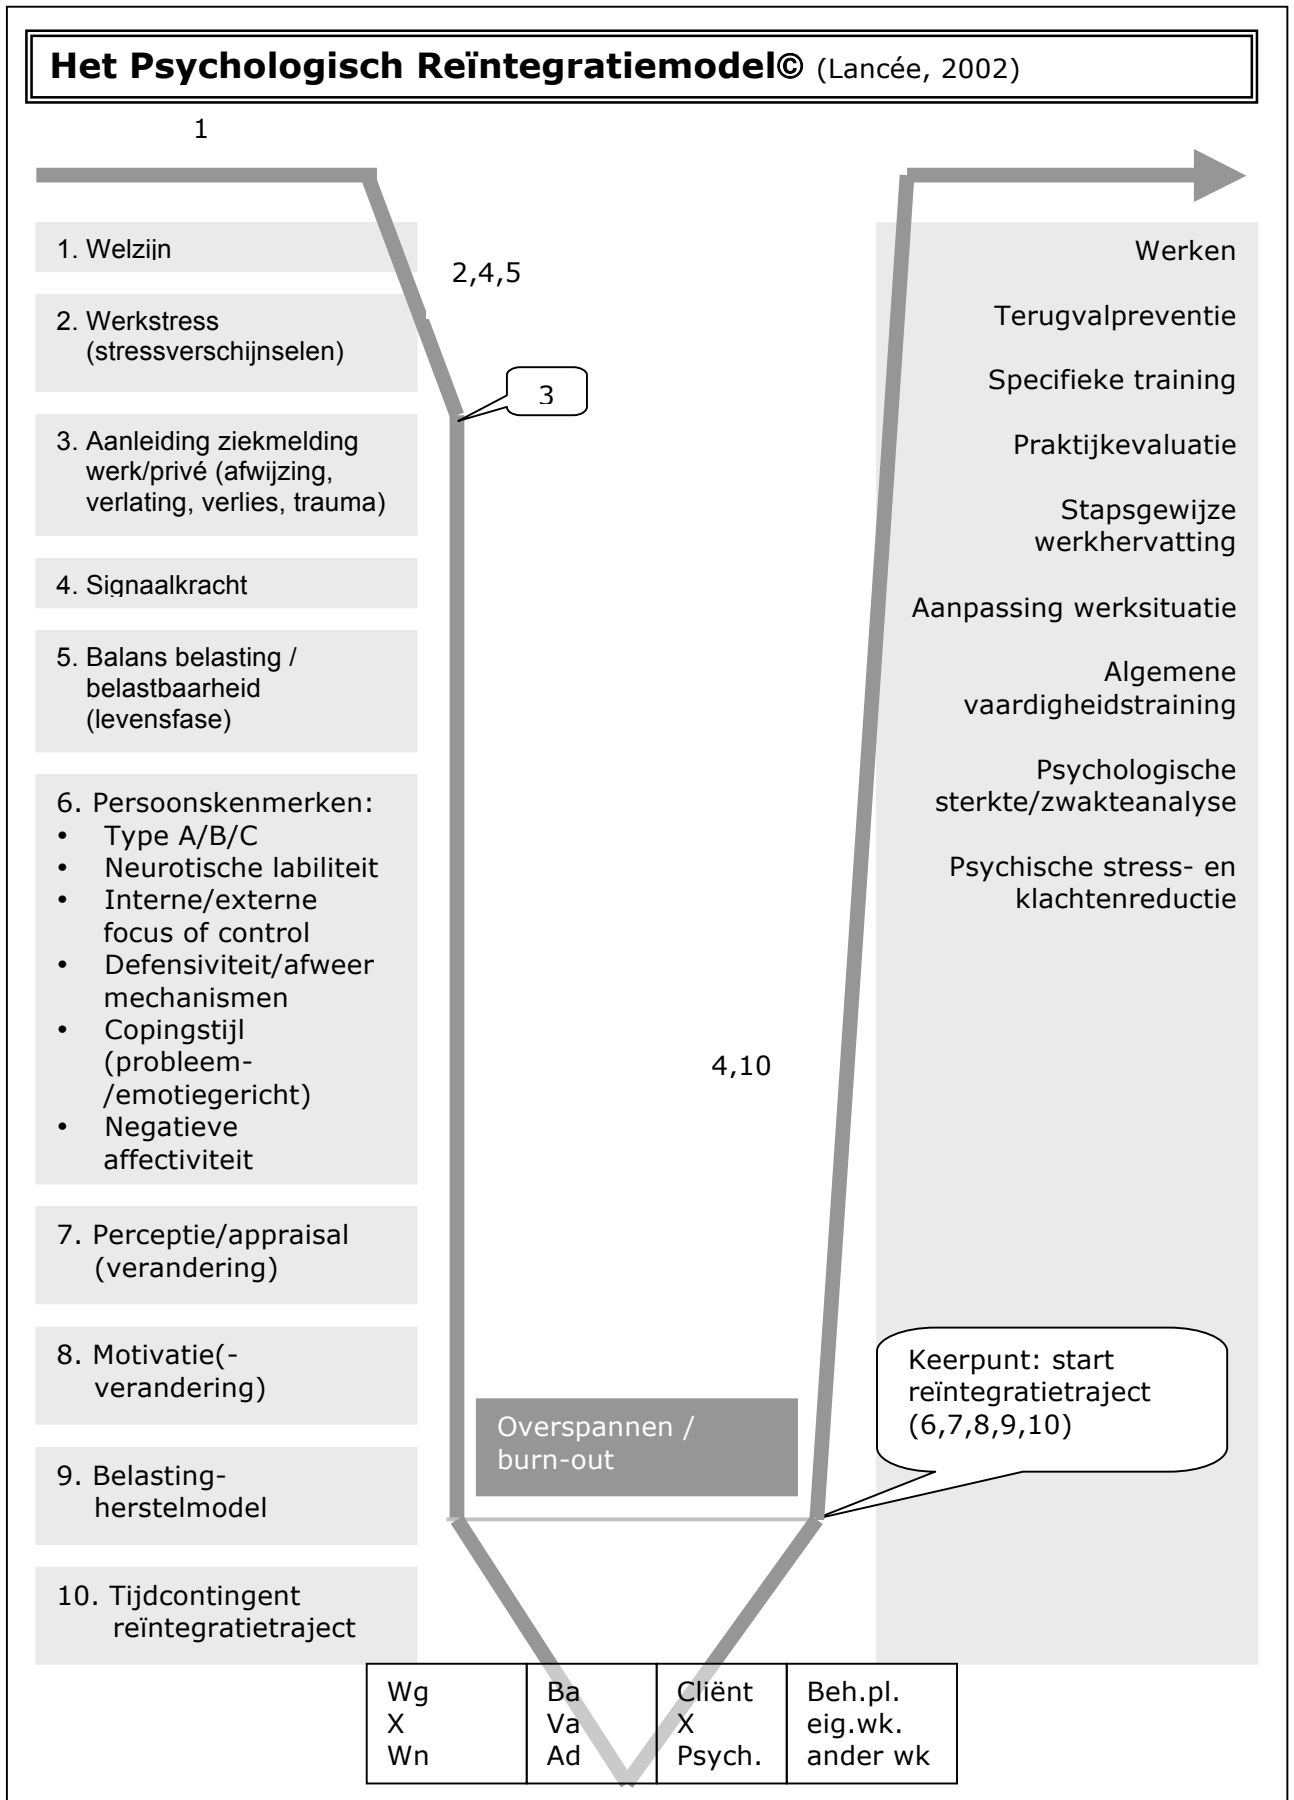 Het Psychologisch Reïntegratiemodel© (Lancée, 2002)
1
1. Welzijn
2. Werkstress
(stressverschijnselen)
3. Aanleiding ziekmelding
werk/privé (afwijzing,
verlating, verlies, trauma)
4. Signaalkracht
5. Balans belasting /
belastbaarheid
(levensfase)
6. Persoonskenmerken:
• Type A/B/C
• Neurotische labiliteit
• Interne/externe
focus of control
• Defensiviteit/afweer
mechanismen
• Copingstijl
(probleem-
/emotiegericht)
• Negatieve
affectiviteit
7. Perceptie/appraisal
(verandering)
8. Motivatie(-
verandering)
9. Belasting-
herstelmodel
10. Tijdcontingent
reïntegratietraject
2,4,5
3
4,10
Overspannen /
burn-out
Werken
Terugvalpreventie
Specifieke training
Praktijkevaluatie
Stapsgewijze
werkhervatting
Aanpassing werksituatie
Algemene
vaardigheidstraining
Psychologische
sterkte/zwakteanalyse
Psychische stress- en
klachtenreductie
Keerpunt: start
reïntegratietraject
(6,7,8,9,10)
Wg
X
Wn
Ba
Va
Ad
Cliënt
X
Psych.
Beh.pl.
eig.wk.
ander wk